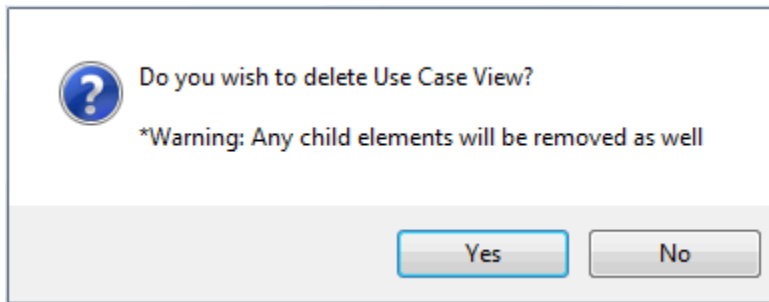 Do you wish to delete Use Case View?
*Warning: Any child elements will be removed as well
Yes No